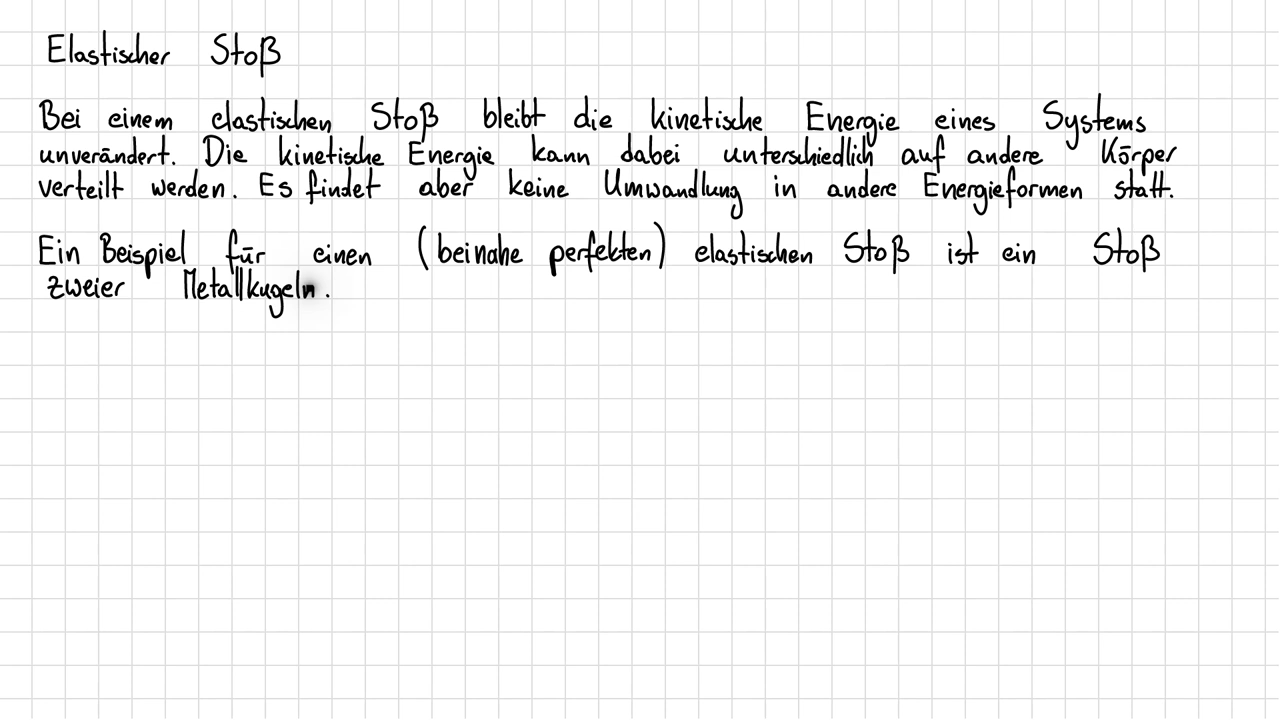 Elastischer Stoß
Bei einem elastischen Stoß bleibt die kinetische Energie eines Systems
unverändert. Die kinetische Energie kann dabei unterschiedlich auf andere Körper
verteilt werden. Es findet aber keine Umwandlung in andere Energieformen statt.
Ein Beispiel für einen (beinahe perfekten) elastischen Stoß ist ein Stoß
zweier Metallkugeln.